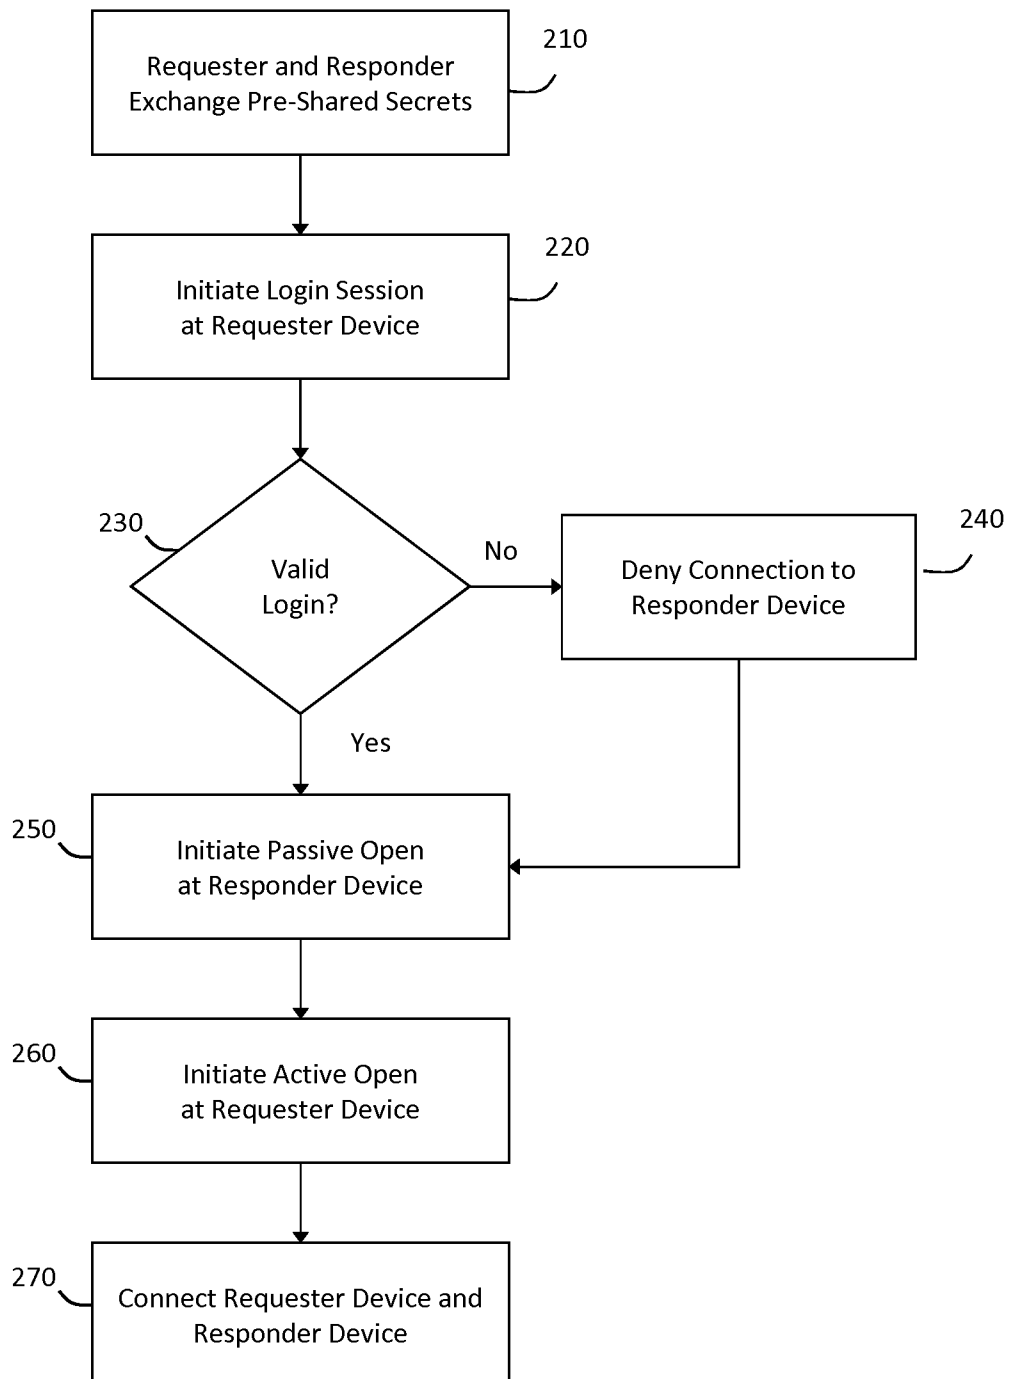 210
Requester and Responder
Exchange Pre-Shared Secrets
220
Initiate Login Session
at Requester Device
230
Valid
Login?
No
240
Deny Connection to
Responder Device
Yes
250
Initiate Passive Open
at Responder Device
260
Initiate Active Open
at Requester Device
270
Connect Requester Device and
Responder Device